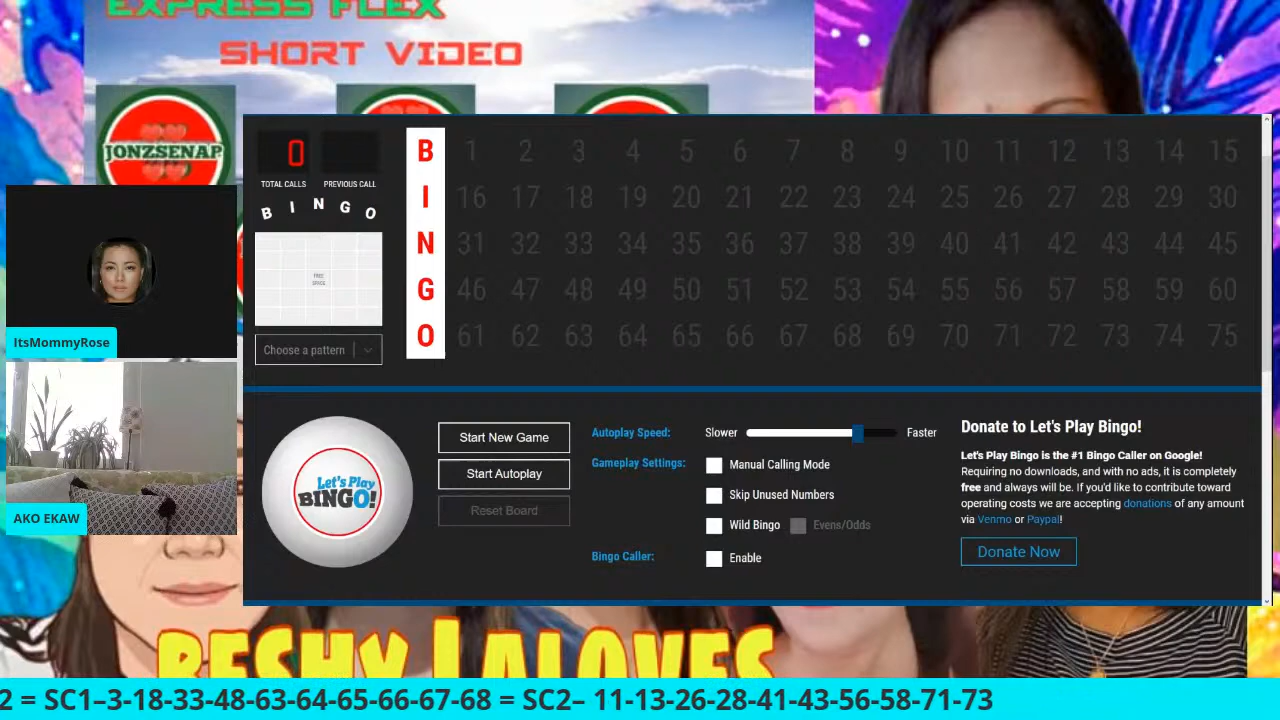 EXPRESS FLEX
SHORT VIDEO
JONZSENAP
0
TOTAL CALLS
PREVIOUS CALL
B I N G O
FREE
SPACE
Choose a pattern
B 1 2 3 4 5 6 7 8 9 10 11 12 13 14 15
I 16 17 18 19 20 21 22 23 24 25 26 27 28 29 30
N 31 32 33 34 35 36 37 38 39 40 41 42 43 44 45
G 46 47 48 49 50 51 52 53 54 55 56 57 58 59 60
O 61 62 63 64 65 66 67 68 69 70 71 72 73 74 75
ItsMommyRose
AKO EKAW
Let's Play
BINGO!
Start New Game
Start Autoplay
Reset Board
Autoplay Speed:
Slower
Faster
Gameplay Settings:
Manual Calling Mode
Skip Unused Numbers
Wild Bingo
Evens/Odds
Bingo Caller:
Enable
Donate to Let's Play Bingo!
Let's Play Bingo is the #1 Bingo Caller on Google!
Requiring no downloads, and with no ads, it is completely
free and always will be. If you'd like to contribute toward
operating costs we are accepting donations of any amount
via Venmo or Paypal!
Donate Now
BESHY LALOVES
2 = SC1–3-18-33-48-63-64-65-66-67-68 = SC2– 11-13-26-28-41-43-56-58-71-73